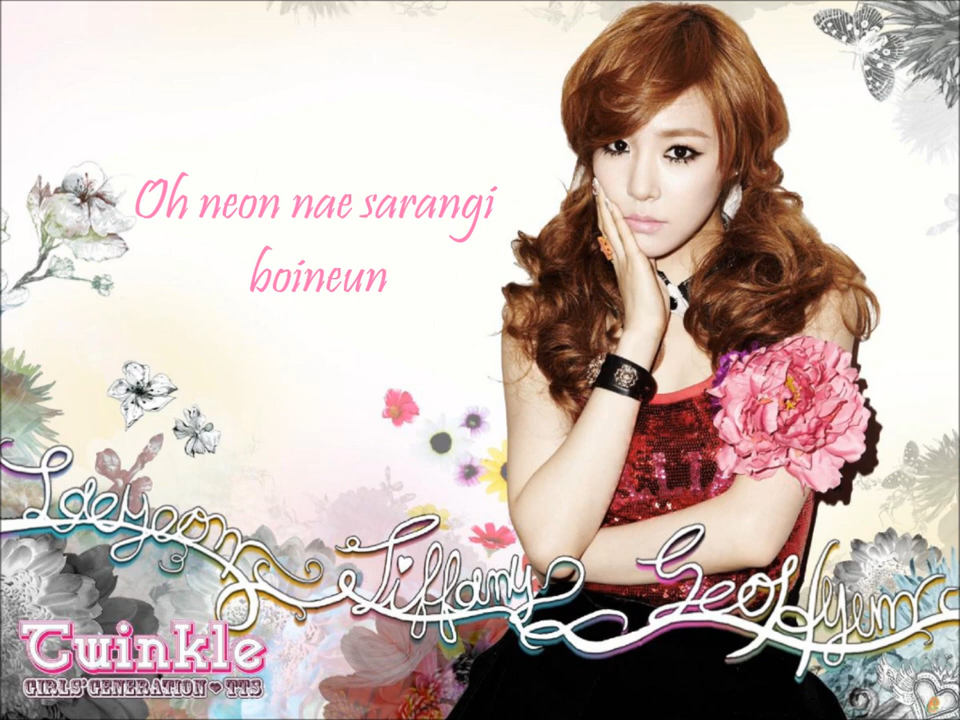 Oh neon nae sarangi
boineun
Taeyeon Tiffany SeoHyun
Twinkle
GIRLS' GENERATION ♥ TTS